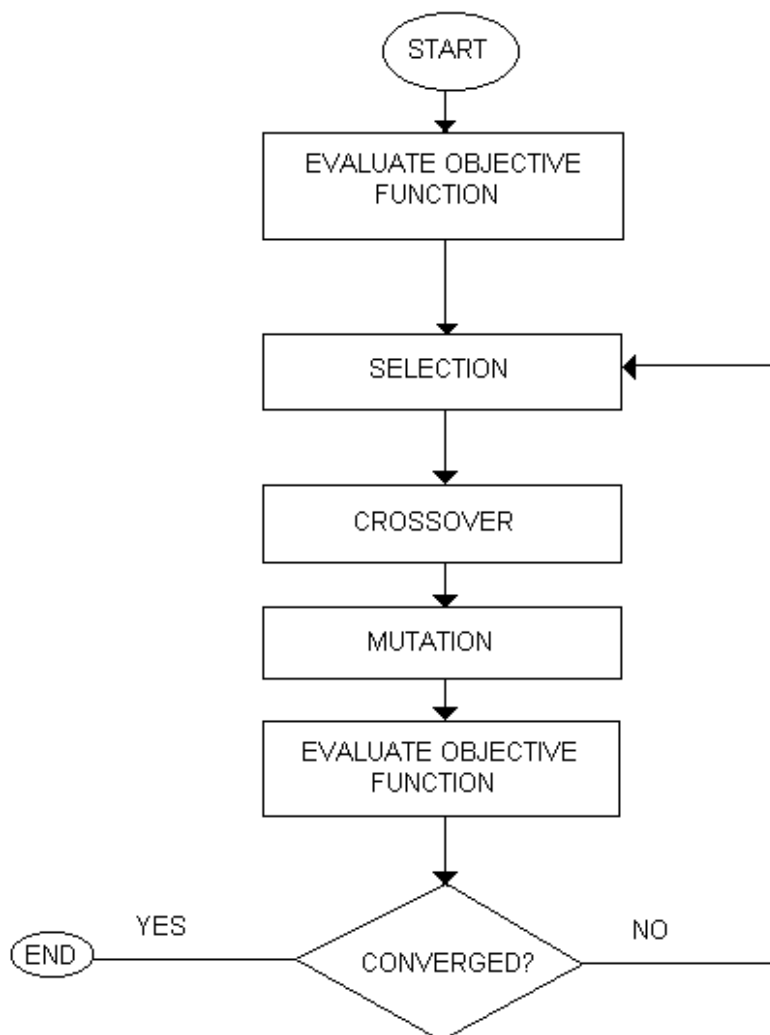 START
EVALUATE OBJECTIVE
FUNCTION
SELECTION
CROSSOVER
MUTATION
EVALUATE OBJECTIVE
FUNCTION
YES
NO
END
CONVERGED?